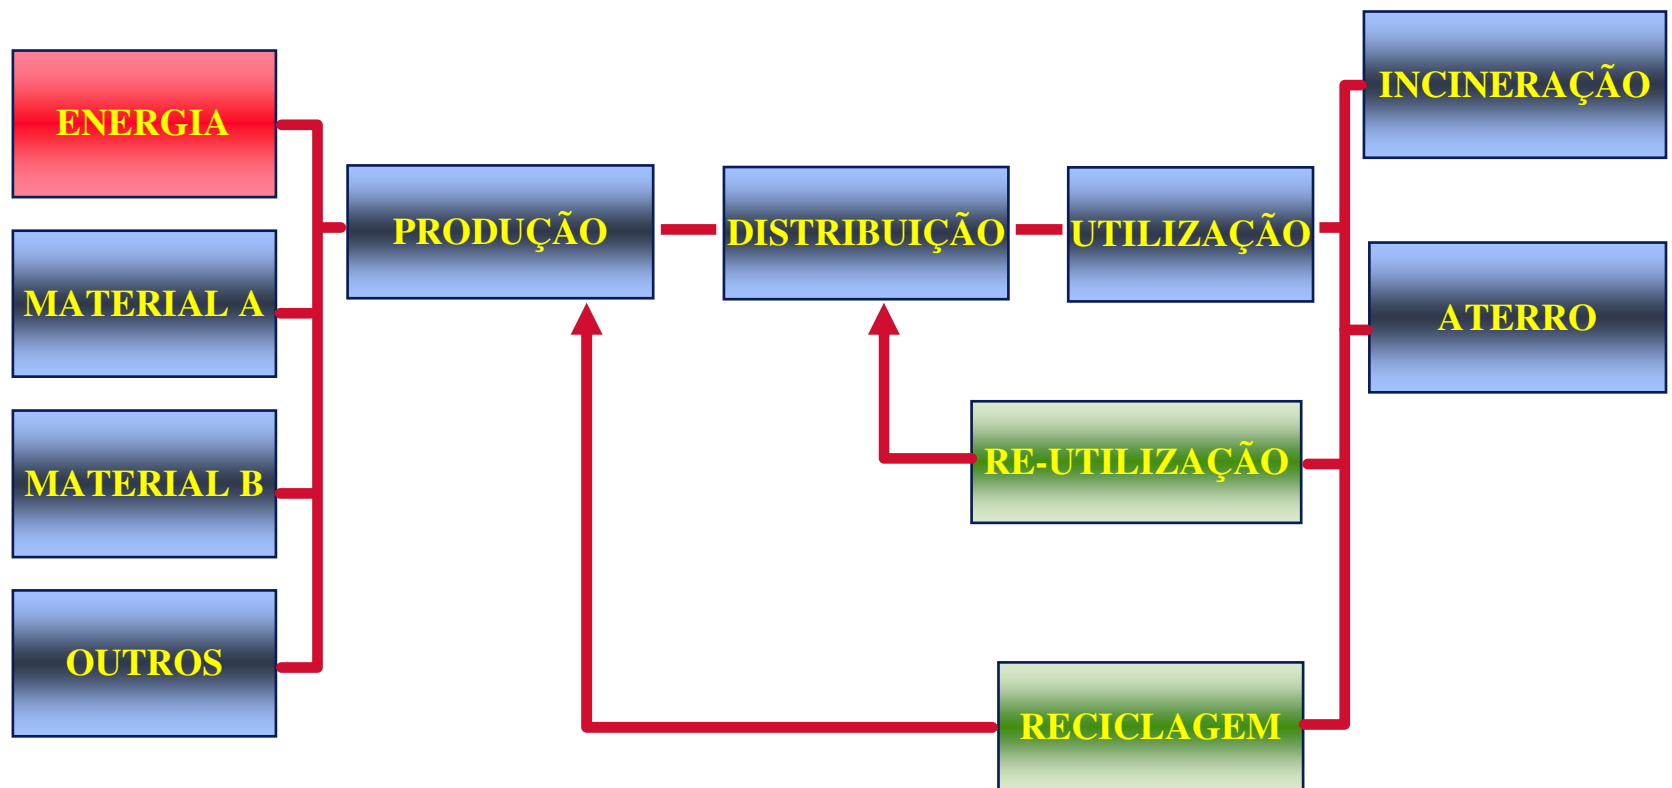 ENERGIA
MATERIAL A
MATERIAL B
OUTROS
PRODUÇÃO
DISTRIBUIÇÃO
UTILIZAÇÃO
INCINERAÇÃO
ATERRO
RE-UTILIZAÇÃO
RECICLAGEM